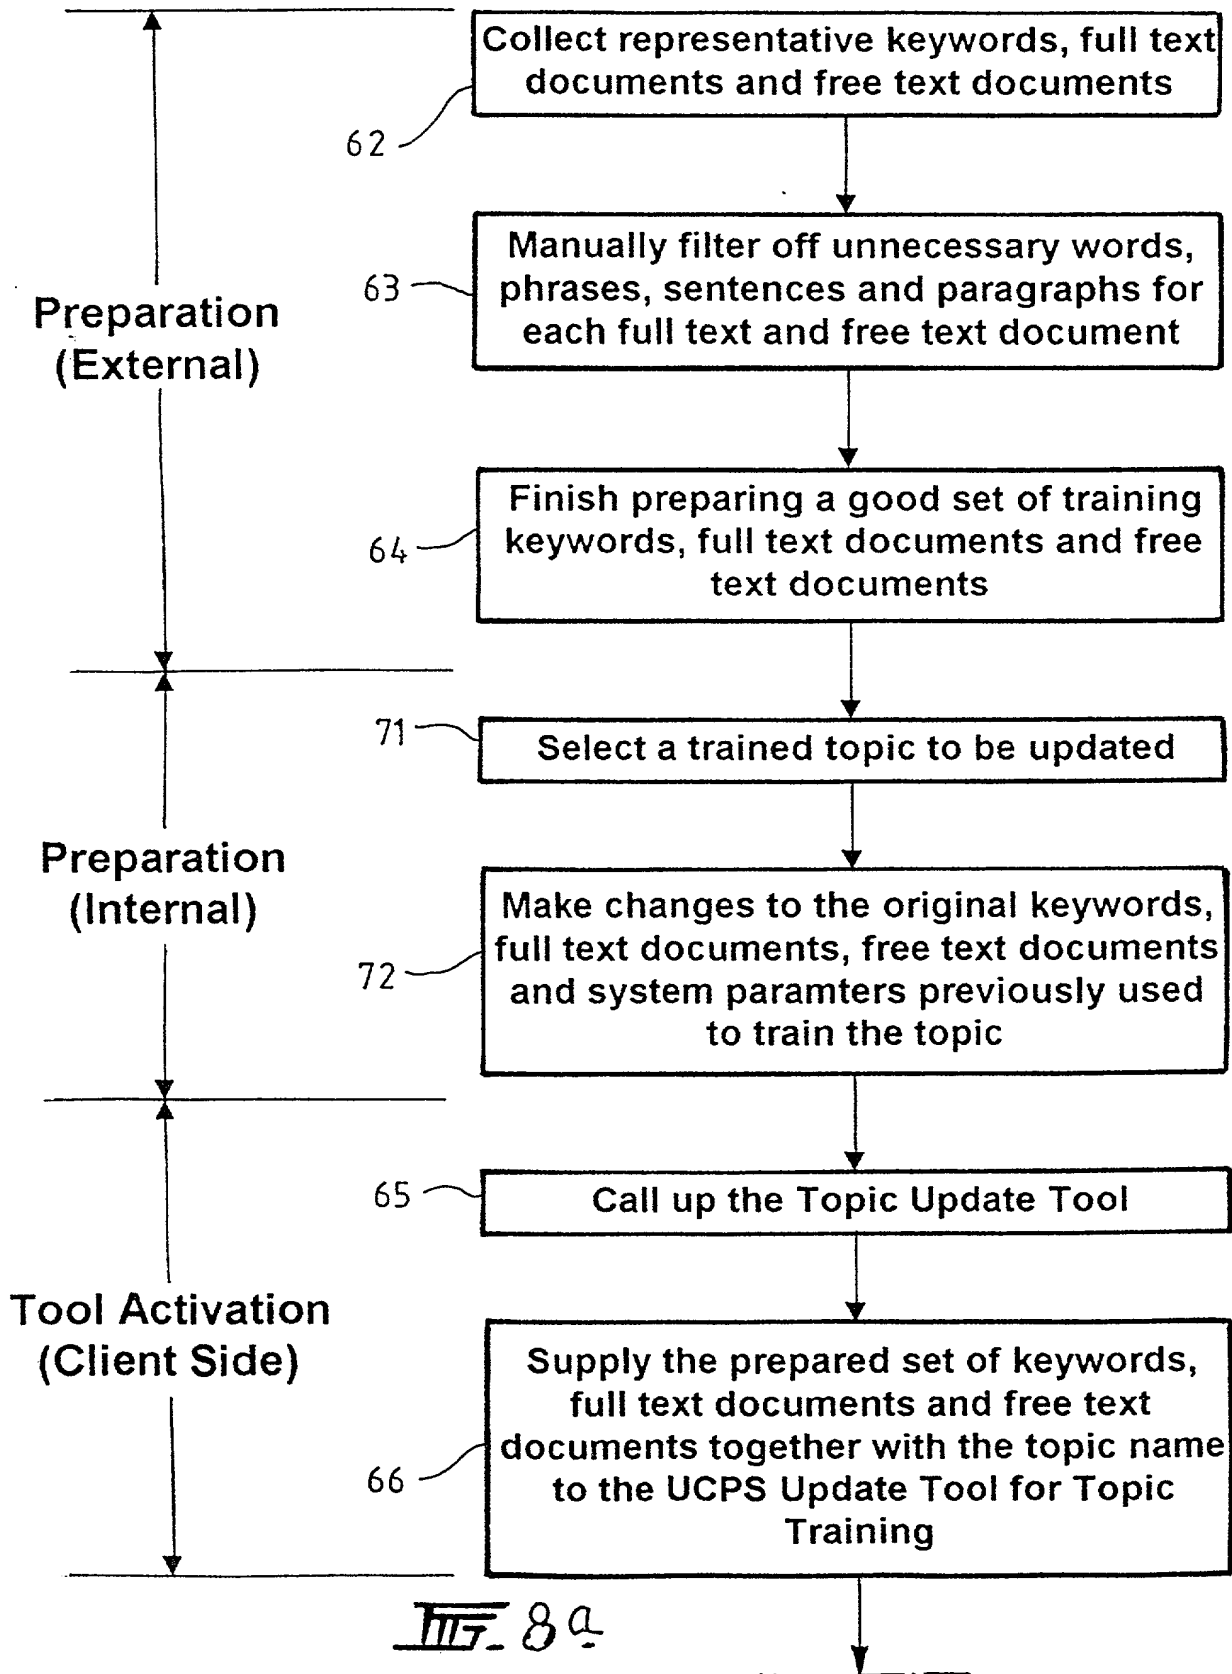 Collect representative keywords, full text
documents and free text documents
62
Manually filter off unnecessary words,
phrases, sentences and paragraphs for
each full text and free text document
63
Preparation
(External)
Finish preparing a good set of training
keywords, full text documents and free
text documents
64
71
Select a trained topic to be updated
Preparation
(Internal)
Make changes to the original keywords,
full text documents, free text documents
and system paramters previously used
to train the topic
72
65
Call up the Topic Update Tool
Tool Activation
(Client Side)
Supply the prepared set of keywords,
full text documents and free text
documents together with the topic name
to the UCPS Update Tool for Topic
Training
66
FIG. 8a